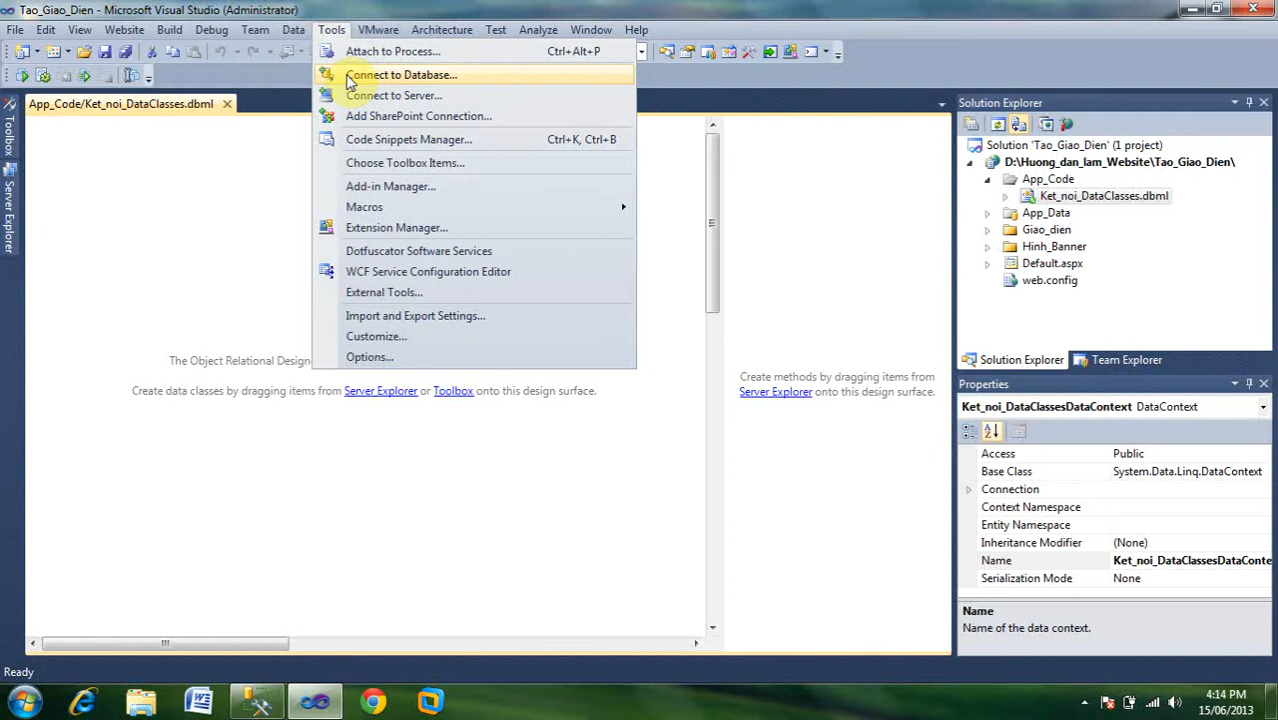 Tao_Giao_Dien - Microsoft Visual Studio (Administrator)
File Edit View Website Build Debug Team Data Tools VMware Architecture Test Analyze Window Help
Attach to Process... Ctrl+Alt+P
Connect to Database...
Connect to Server...
Add SharePoint Connection...
Code Snippets Manager... Ctrl+K, Ctrl+B
Choose Toolbox Items...
Add-in Manager...
Macros
Extension Manager...
Dotfuscator Software Services
WCF Service Configuration Editor
External Tools...
Import and Export Settings...
Customize...
Options...
Toolbox
Server Explorer
App_Code/Ket_noi_DataClasses.dbml
The Object Relational Design
Create data classes by dragging items from Server Explorer or Toolbox onto this design surface.
Create methods by dragging items from
Server Explorer onto this design surface.
Solution Explorer
Solution 'Tao_Giao_Dien' (1 project)
D:\Huong_dan_lam_Website\Tao_Giao_Dien\
App_Code
Ket_noi_DataClasses.dbml
App_Data
Giao_dien
Hinh_Banner
Default.aspx
web.config
Solution Explorer Team Explorer
Properties
Ket_noi_DataClassesDataContext DataContext
Access Public
Base Class System.Data.Linq.DataContext
Connection
Context Namespace
Entity Namespace
Inheritance Modifier (None)
Name Ket_noi_DataClassesDataConte
Serialization Mode None
Name
Name of the data context.
Ready
4:14 PM
15/06/2013